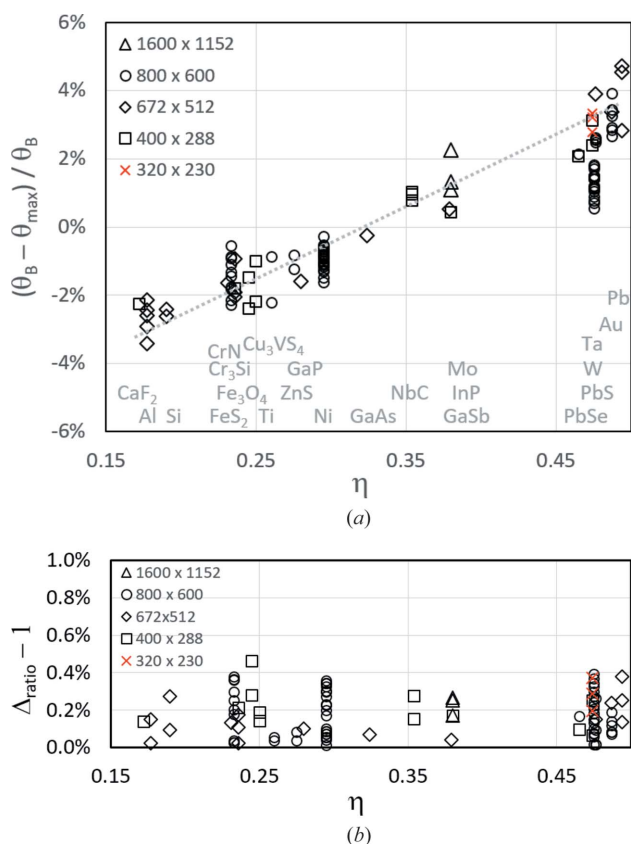 6%
4%
2%
0%
-2%
-4%
-6%
(θB − θmax) / θB
1600 x 1152
800 x 600
672 x 512
400 x 288
320 x 230
Pb
Au
CrN Cu3VS4 Ta
Cr3Si GaP Mo W
CaF2 Fe3O4 ZnS NbC InP PbS
Al Si FeS2 Ti Ni GaAs GaSb PbSe
0.15 0.25 0.35 0.45
η
(a)
1.0%
0.8%
0.6%
0.4%
0.2%
0.0%
Δratio − 1
1600 x 1152
800 x 600
672x512
400 x 288
320 x 230
0.15 0.25 0.35 0.45
η
(b)